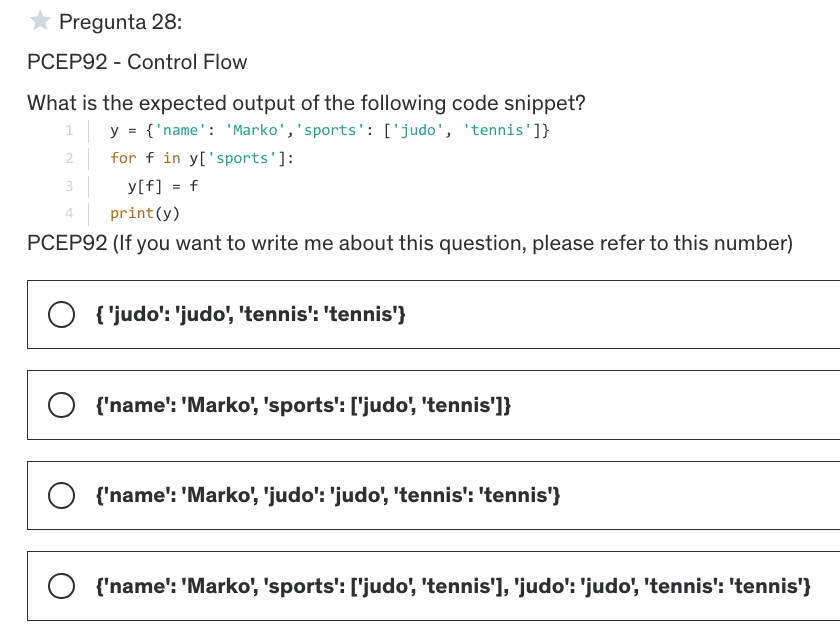 Pregunta 28:
PCEP92 - Control Flow
What is the expected output of the following code snippet?
1 y = {'name': 'Marko','sports': ['judo', 'tennis']}
2 for f in y['sports']:
3 y[f] = f
4 print(y)
PCEP92 (If you want to write me about this question, please refer to this number)
{ 'judo': 'judo', 'tennis': 'tennis'}
{'name': 'Marko', 'sports': ['judo', 'tennis']}
{'name': 'Marko', 'judo': 'judo', 'tennis': 'tennis'}
{'name': 'Marko', 'sports': ['judo', 'tennis'], 'judo': 'judo', 'tennis': 'tennis'}